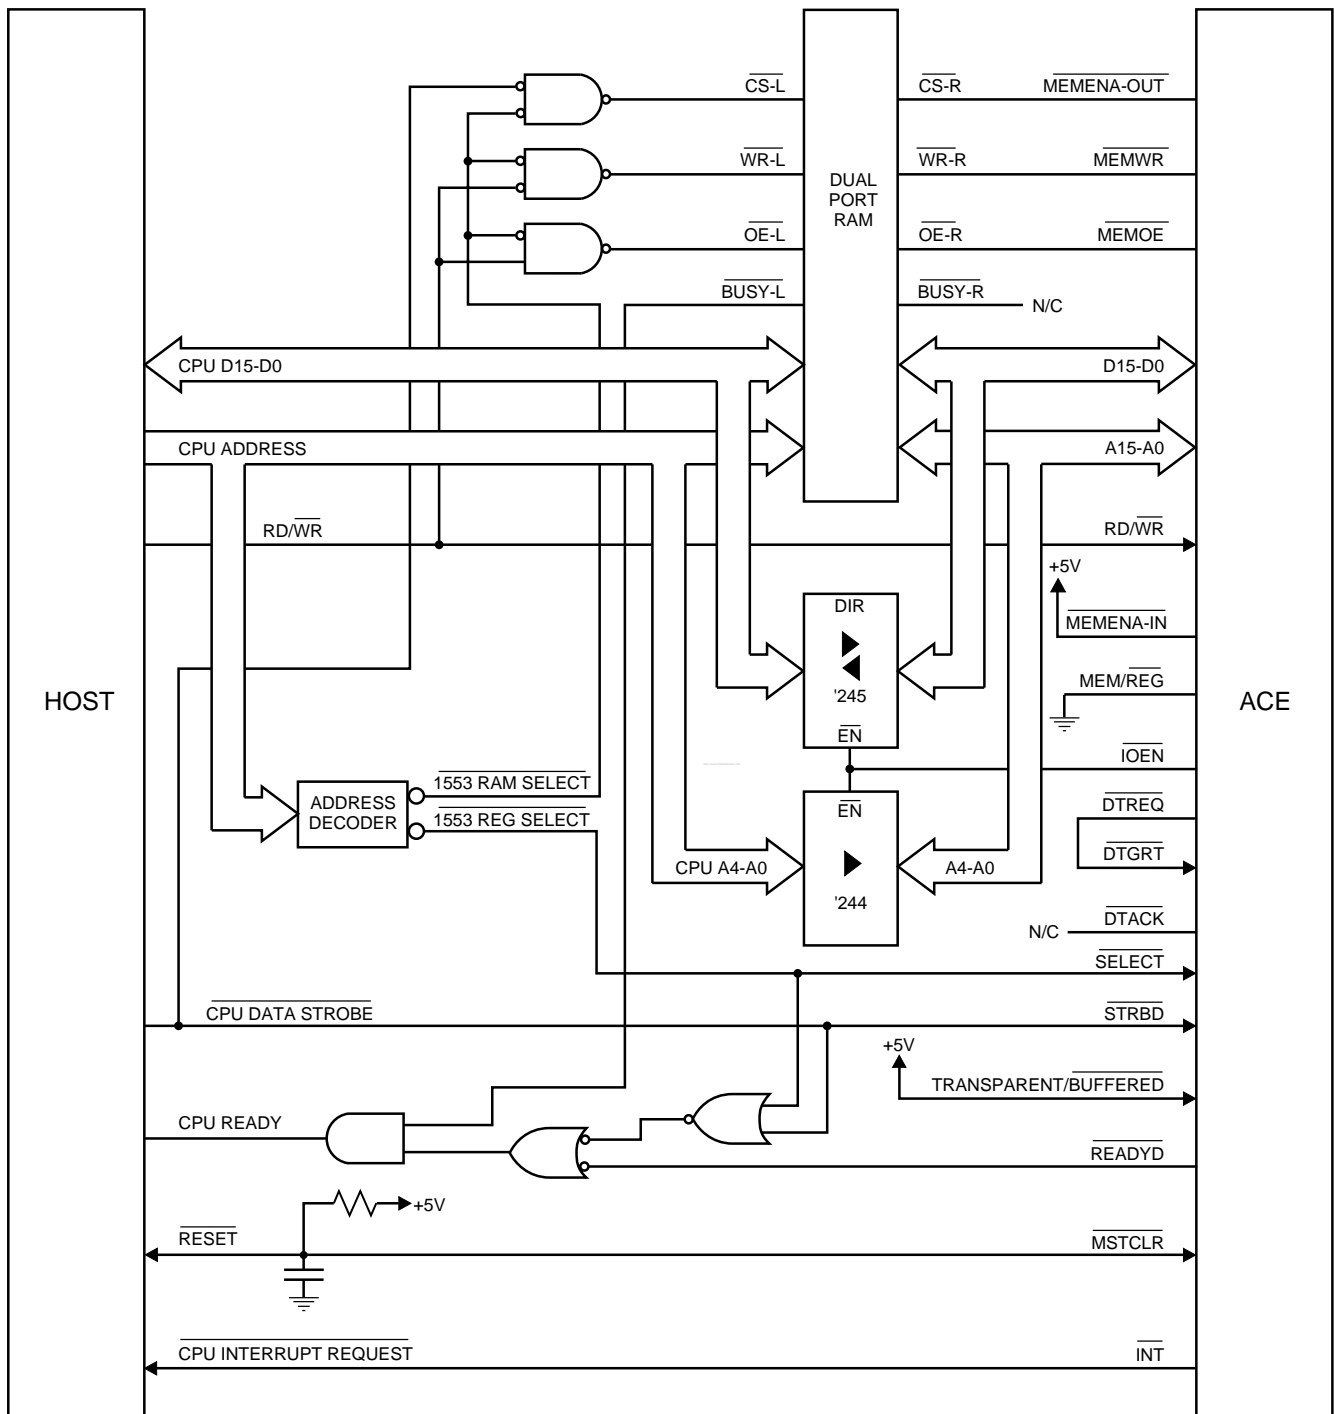 CS-L
CS-R
MEMENA-OUT
WR-L
WR-R
MEMWR
DUAL
PORT
RAM
OE-L
OE-R
MEMOE
BUSY-L
BUSY-R
N/C
CPU D15-D0
D15-D0
CPU ADDRESS
A15-A0
RD/WR
RD/WR
+5V
DIR
MEMENA-IN
HOST
'245
MEM/REG
ACE
EN
IOEN
1553 RAM SELECT
ADDRESS
DECODER
EN
DTREQ
1553 REG SELECT
CPU A4-A0
A4-A0
DTGRT
'244
N/C
DTACK
SELECT
CPU DATA STROBE
STRBD
+5V
TRANSPARENT/BUFFERED
CPU READY
READYD
+5V
RESET
MSTCLR
CPU INTERRUPT REQUEST
INT